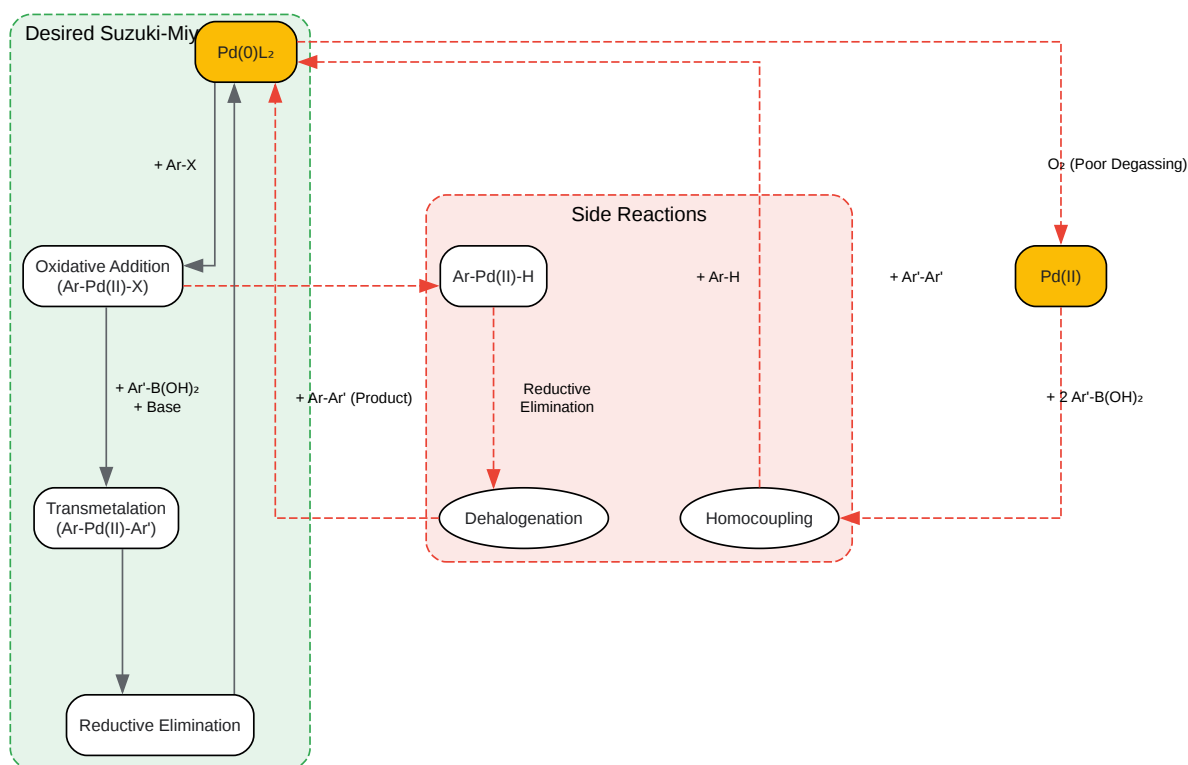 Desired Suzuki-Miy
Pd(0)L₂
+ Ar-X
O₂ (Poor Degassing)
Side Reactions
Oxidative Addition
(Ar-Pd(II)-X)
Ar-Pd(II)-H
+ Ar-H
+ Ar'-Ar'
Pd(II)
+ Ar'-B(OH)₂
+ Base
+ Ar-Ar' (Product)
Reductive
Elimination
+ 2 Ar'-B(OH)₂
Transmetalation
(Ar-Pd(II)-Ar')
Dehalogenation
Homocoupling
Reductive Elimination